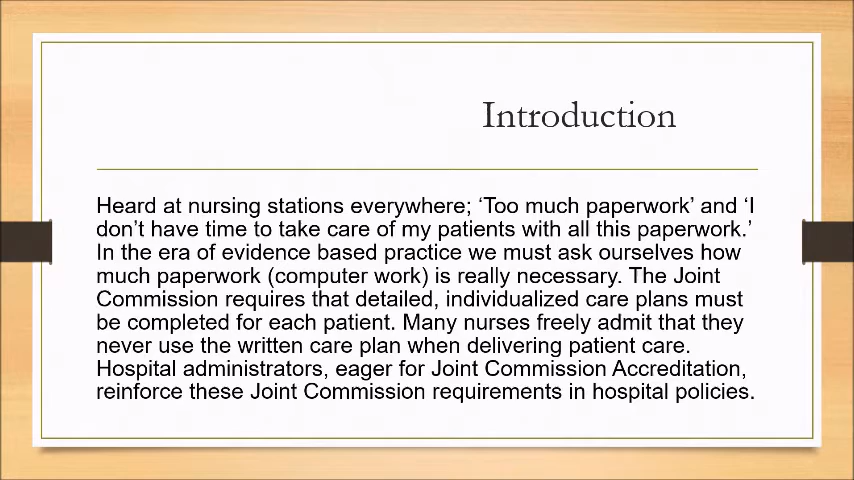 Introduction
Heard at nursing stations everywhere; ‘Too much paperwork’ and ‘I
don’t have time to take care of my patients with all this paperwork.’
In the era of evidence based practice we must ask ourselves how
much paperwork (computer work) is really necessary. The Joint
Commission requires that detailed, individualized care plans must
be completed for each patient. Many nurses freely admit that they
never use the written care plan when delivering patient care.
Hospital administrators, eager for Joint Commission Accreditation,
reinforce these Joint Commission requirements in hospital policies.